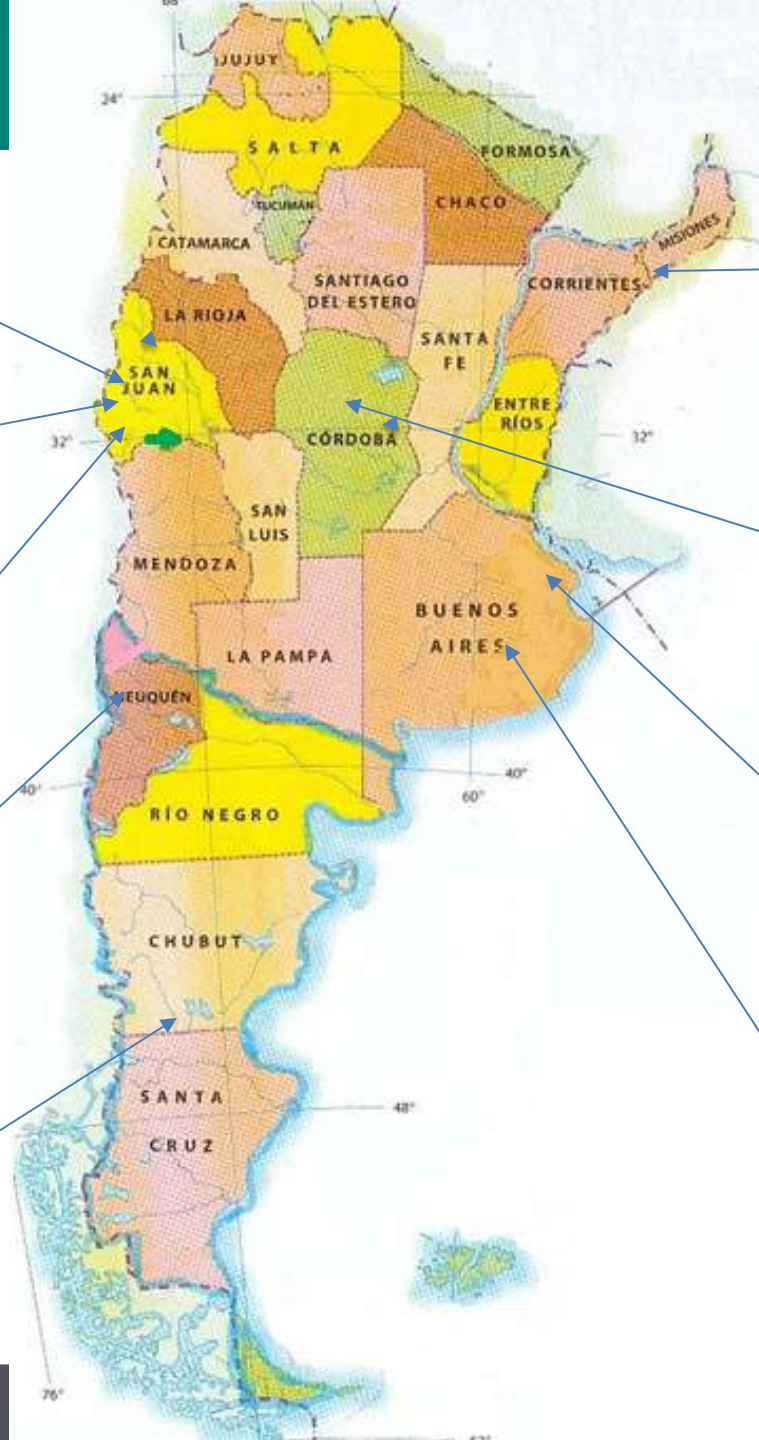 68°
JUJUY
24°
SALTA
FORMOSA
TUCUMÁN
CHACO
MISIONES
CATAMARCA
SANTIAGO
DEL ESTERO
CORRIENTES
LA RIOJA
SANTA
FE
SAN
JUAN
ENTRE
RÍOS
32°
CÓRDOBA
32°
SAN
LUIS
MENDOZA
BUENOS
AIRES
LA PAMPA
NEUQUÉN
40°
40°
60°
RÍO NEGRO
CHUBUT
SANTA
CRUZ
48°
76°